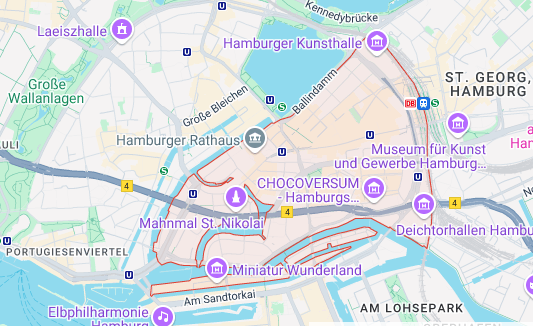 Kennedybrücke
Laeiszhalle
Hamburger Kunsthalle
U
S
Große
Wallanlagen
Große Bleichen
Ballindamm
ST. GEORG,
HAMBURG
DB
S
Hamburger Rathaus
Museum für Kunst
und Gewerbe Hamburg...
CHOCOVERSUM
- Hamburgs...
4
4
4
Mahnmal St. Nikolai
Deichtorhallen Hambu
PORTUGIESENVIERTEL
Miniatur Wunderland
Am Sandtorkai
Elbphilharmonie
Hamburg
AM LOHSEPARK